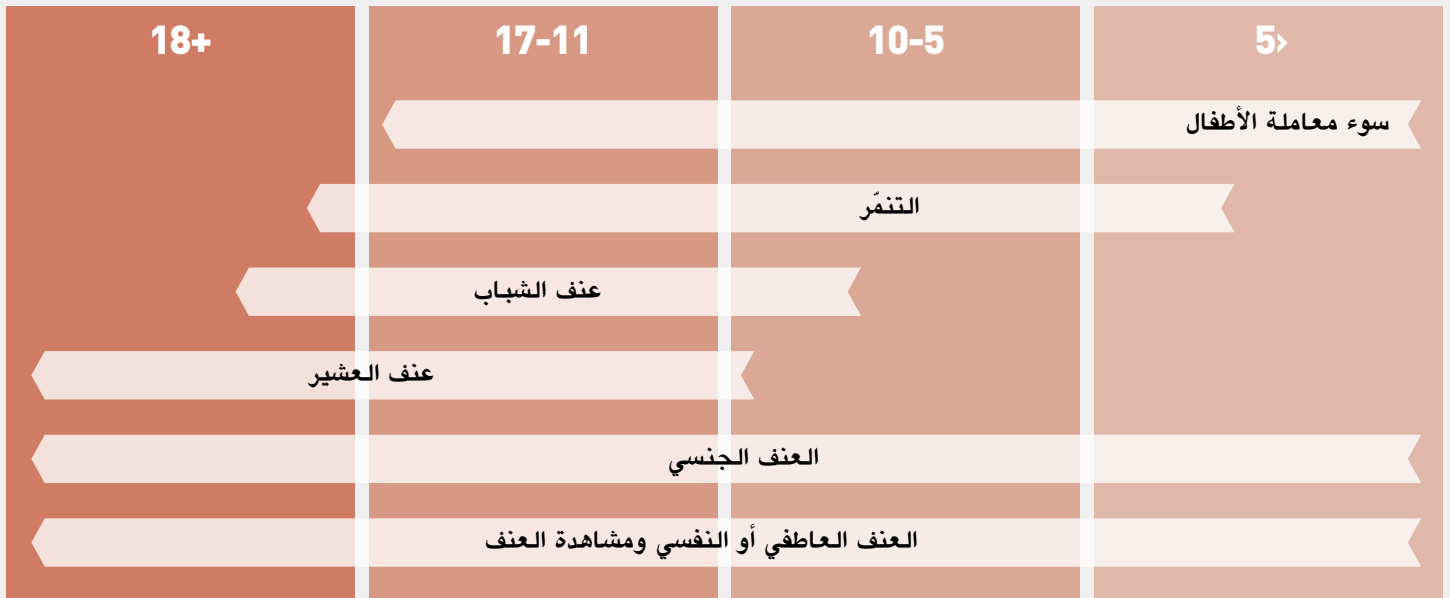 5>
10-5
17-11
18+
سوء معاملة الأطفال
التنمّر
عنف الشباب
عنف العشير
العنف الجنسي
العنف العاطفي أو النفسي ومشاهدة العنف